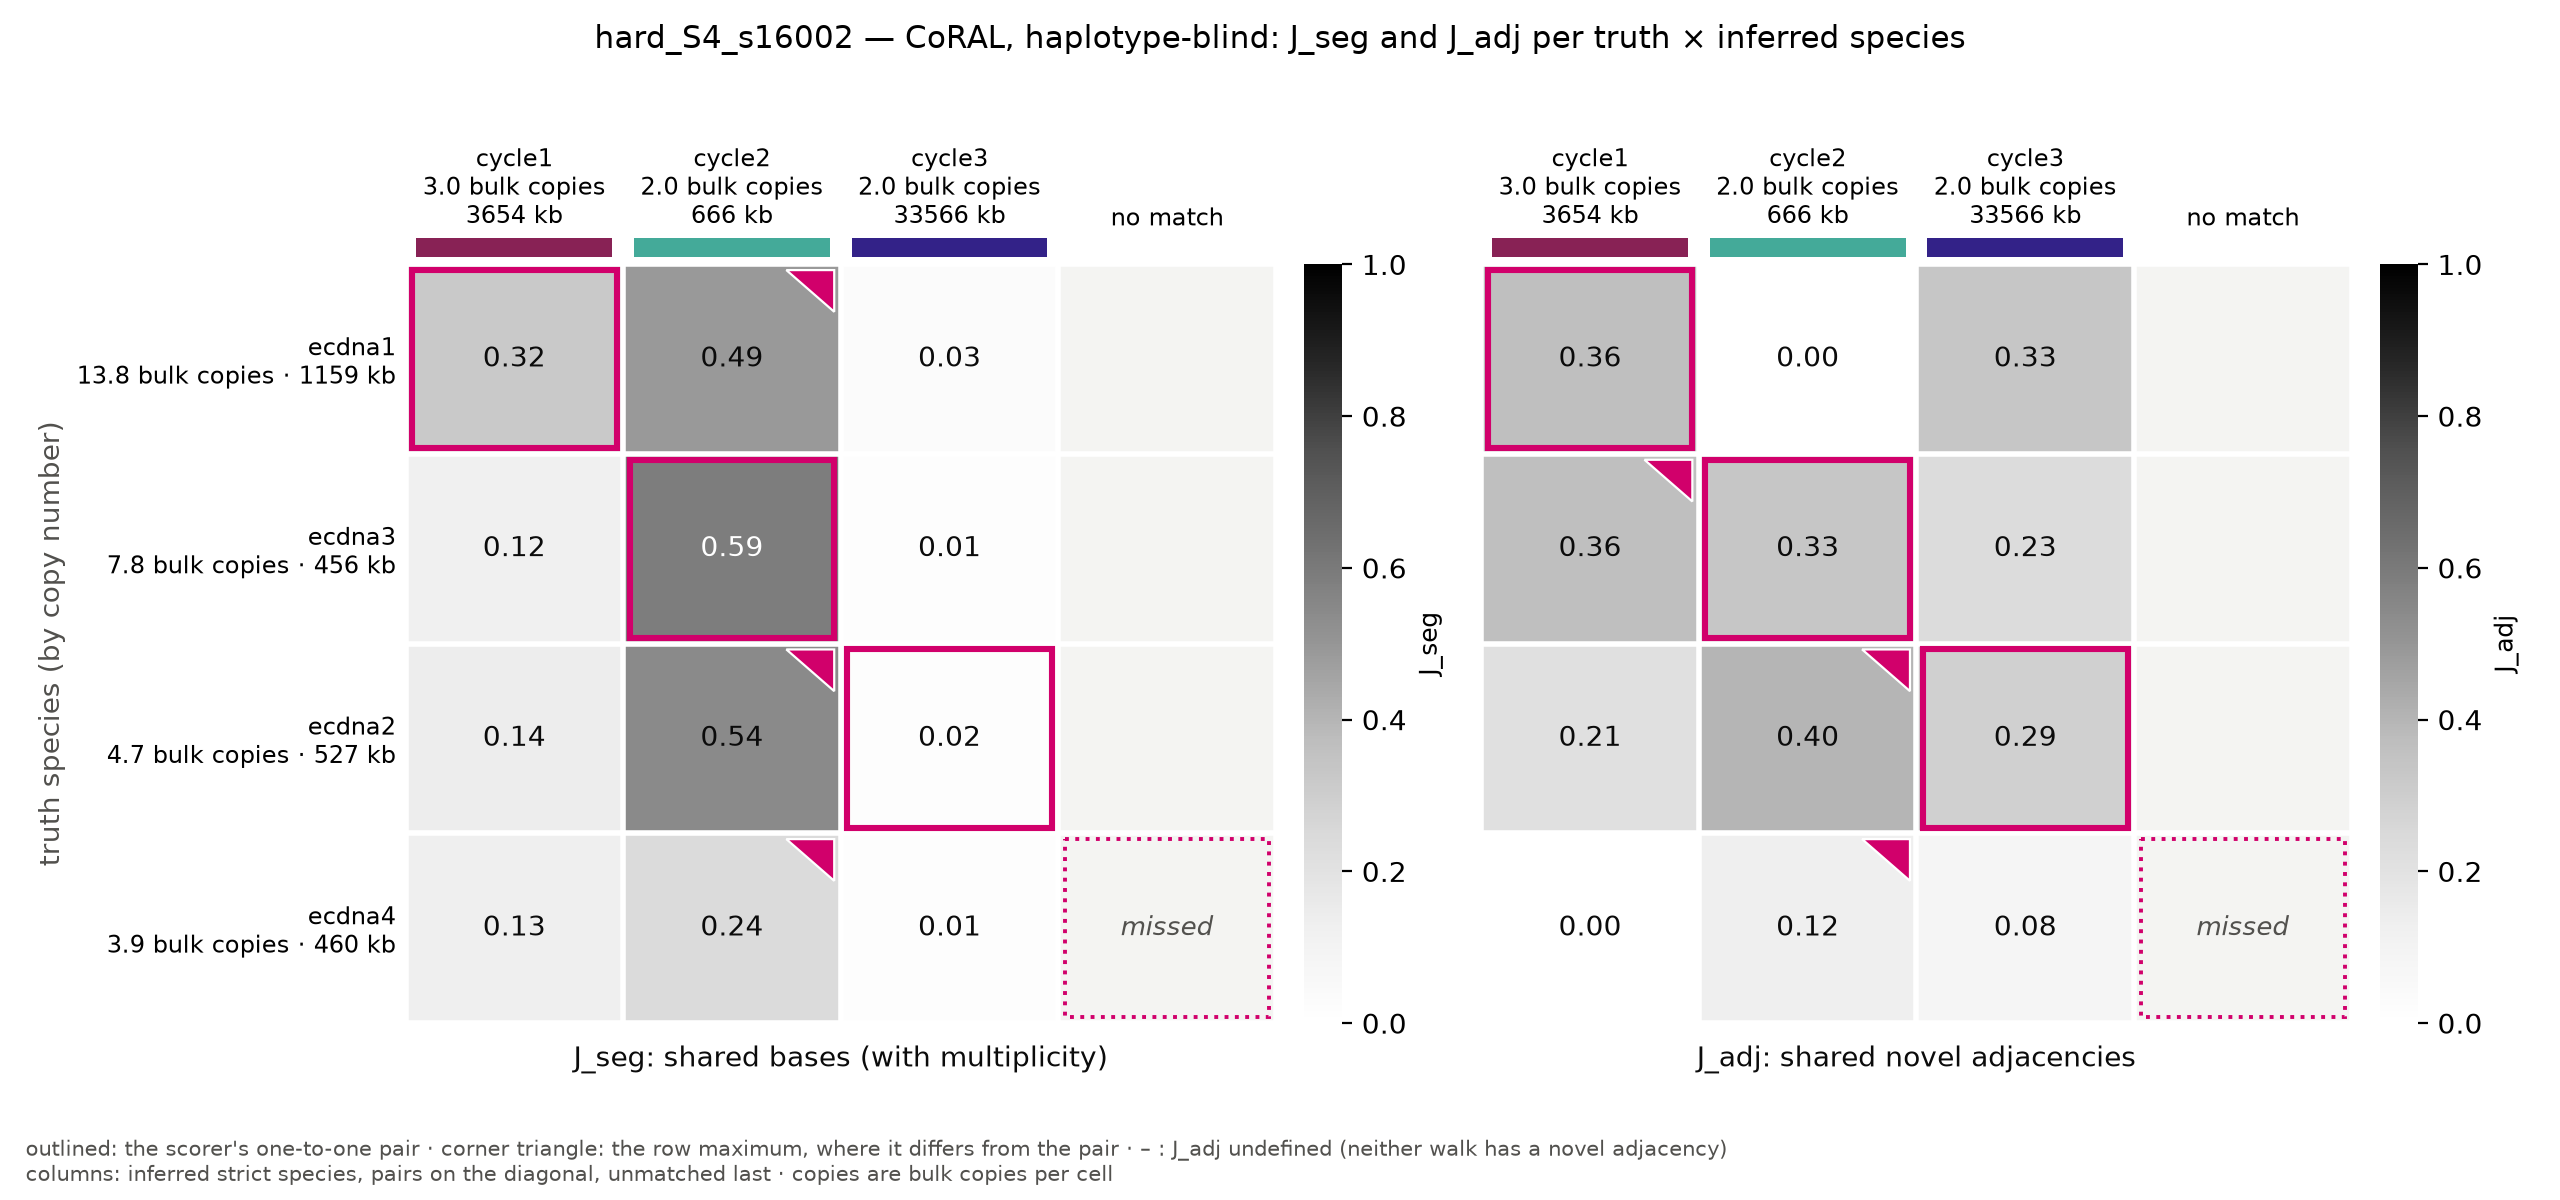 hard_S4_s16002 — CoRAL, haplotype-blind: J_seg and J_adj per truth × inferred species
cycle1
3.0 bulk copies
3654 kb
cycle2
2.0 bulk copies
666 kb
cycle3
2.0 bulk copies
33566 kb
no match
truth species (by copy number)
ecdna1
13.8 bulk copies · 1159 kb
0.32
0.49
0.03
ecdna3
7.8 bulk copies · 456 kb
0.12
0.59
0.01
ecdna2
4.7 bulk copies · 527 kb
0.14
0.54
0.02
ecdna4
3.9 bulk copies · 460 kb
0.13
0.24
0.01
missed
J_seg: shared bases (with multiplicity)
1.0
0.8
0.6
0.4
0.2
0.0
J_seg
cycle1
3.0 bulk copies
3654 kb
cycle2
2.0 bulk copies
666 kb
cycle3
2.0 bulk copies
33566 kb
no match
0.36
0.00
0.33
0.36
0.33
0.23
0.21
0.40
0.29
0.00
0.12
0.08
missed
J_adj: shared novel adjacencies
1.0
0.8
0.6
0.4
0.2
0.0
J_adj
outlined: the scorer's one-to-one pair · corner triangle: the row maximum, where it differs from the pair · – : J_adj undefined (neither walk has a novel adjacency)
columns: inferred strict species, pairs on the diagonal, unmatched last · copies are bulk copies per cell